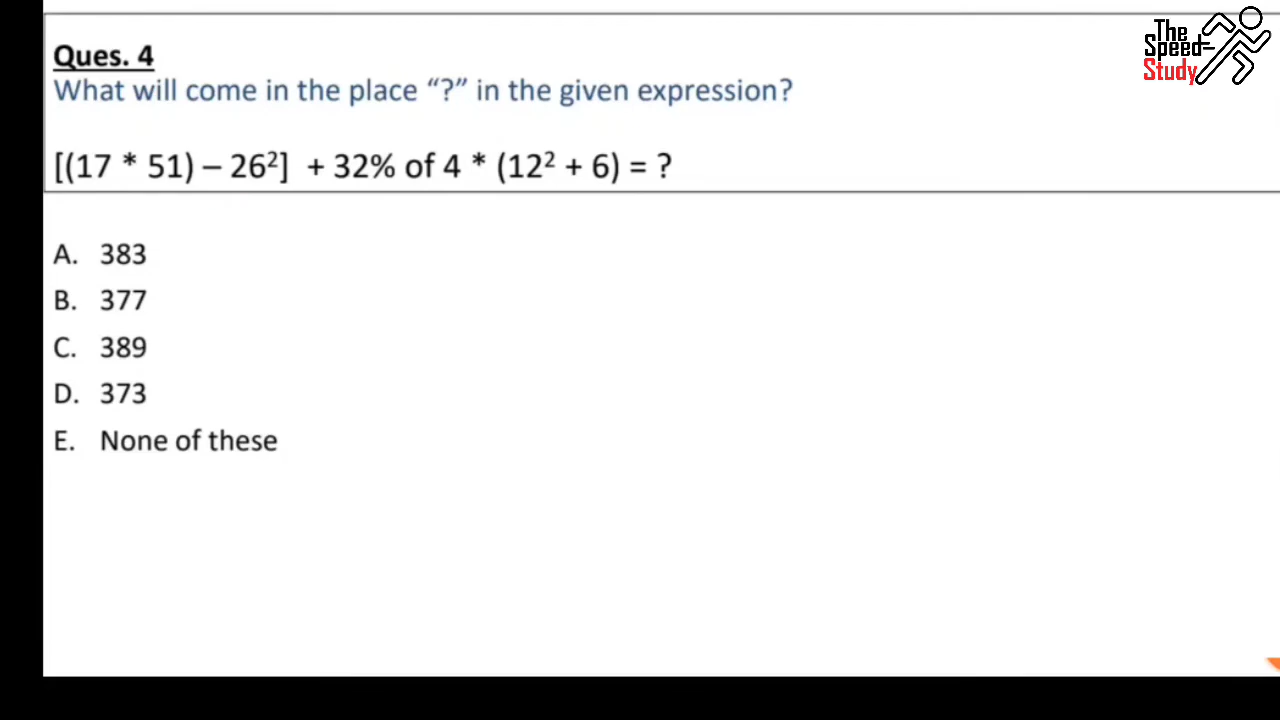 The
Speed
Study
Ques. 4
What will come in the place “?” in the given expression?
[(17 * 51) – 26²] + 32% of 4 * (12² + 6) = ?
A. 383
B. 377
C. 389
D. 373
E. None of these